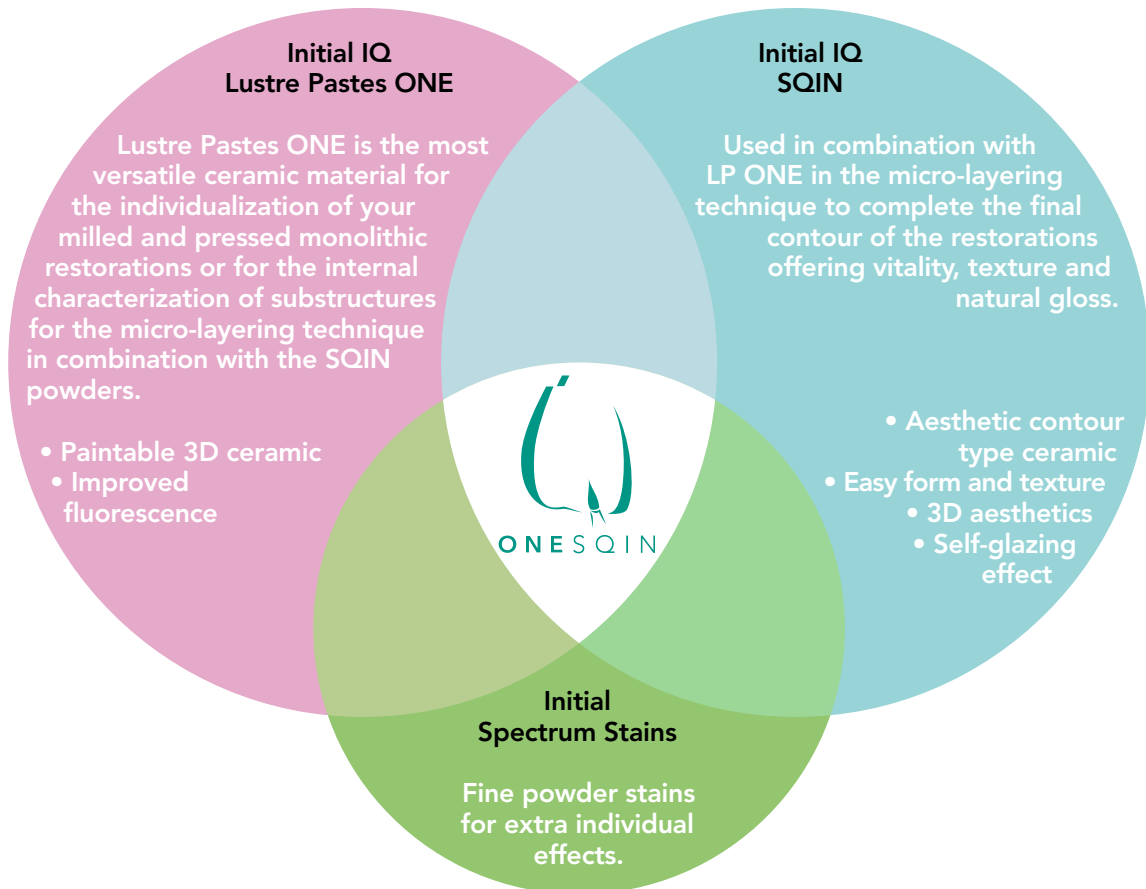 Initial IQ
Lustre Pastes ONE
Lustre Pastes ONE is the most
versatile ceramic material for
the individualization of your
milled and pressed monolithic
restorations or for the internal
characterization of substructures
for the micro-layering technique
in combination with the SQIN
powders.
• Paintable 3D ceramic
• Improved
fluorescence
Initial IQ
SQIN
Used in combination with
LP ONE in the micro-layering
technique to complete the final
contour of the restorations
offering vitality, texture and
natural gloss.
• Aesthetic contour
type ceramic
• Easy form and texture
• 3D aesthetics
• Self-glazing
effect
ONESQIN
Initial
Spectrum Stains
Fine powder stains
for extra individual
effects.